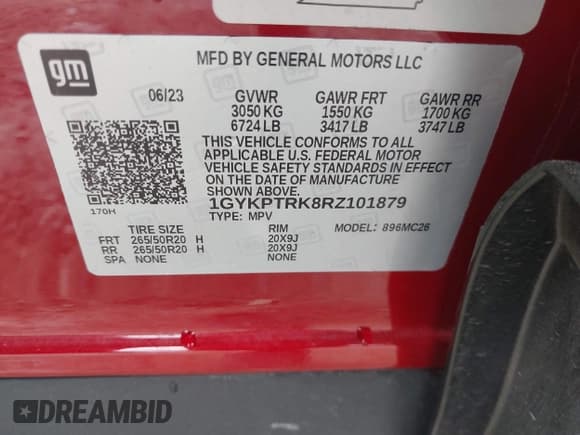 gm
MFD BY GENERAL MOTORS LLC
06/23 GVWR GAWR FRT GAWR RR
3050 KG 1550 KG 1700 KG
6724 LB 3417 LB 3747 LB
THIS VEHICLE CONFORMS TO ALL
APPLICABLE U.S. FEDERAL MOTOR
VEHICLE SAFETY STANDARDS IN EFFECT
ON THE DATE OF MANUFACTURE
SHOWN ABOVE.
1GYKPTRK8RZ101879
170H
TYPE: MPV MODEL: 896MC26
TIRE SIZE RIM
FRT 265/50R20 H 20X9J
RR 265/50R20 H 20X9J
SPA NONE NONE
DREAMBID